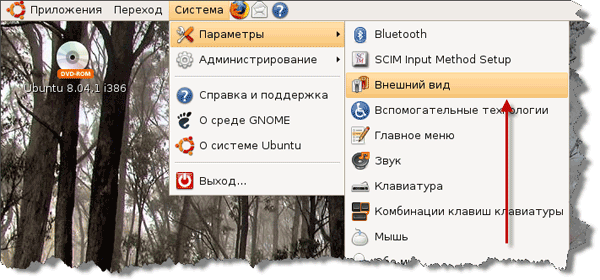 Приложения Переход Система
DVD-ROM
Ubuntu 8.04.1 i386
Параметры
Администрирование
Справка и поддержка
О среде GNOME
О системе Ubuntu
Выход...
Bluetooth
SCIM Input Method Setup
Внешний вид
Вспомогательные технологии
Главное меню
Звук
Клавиатура
Комбинации клавиш клавиатуры
Мышь